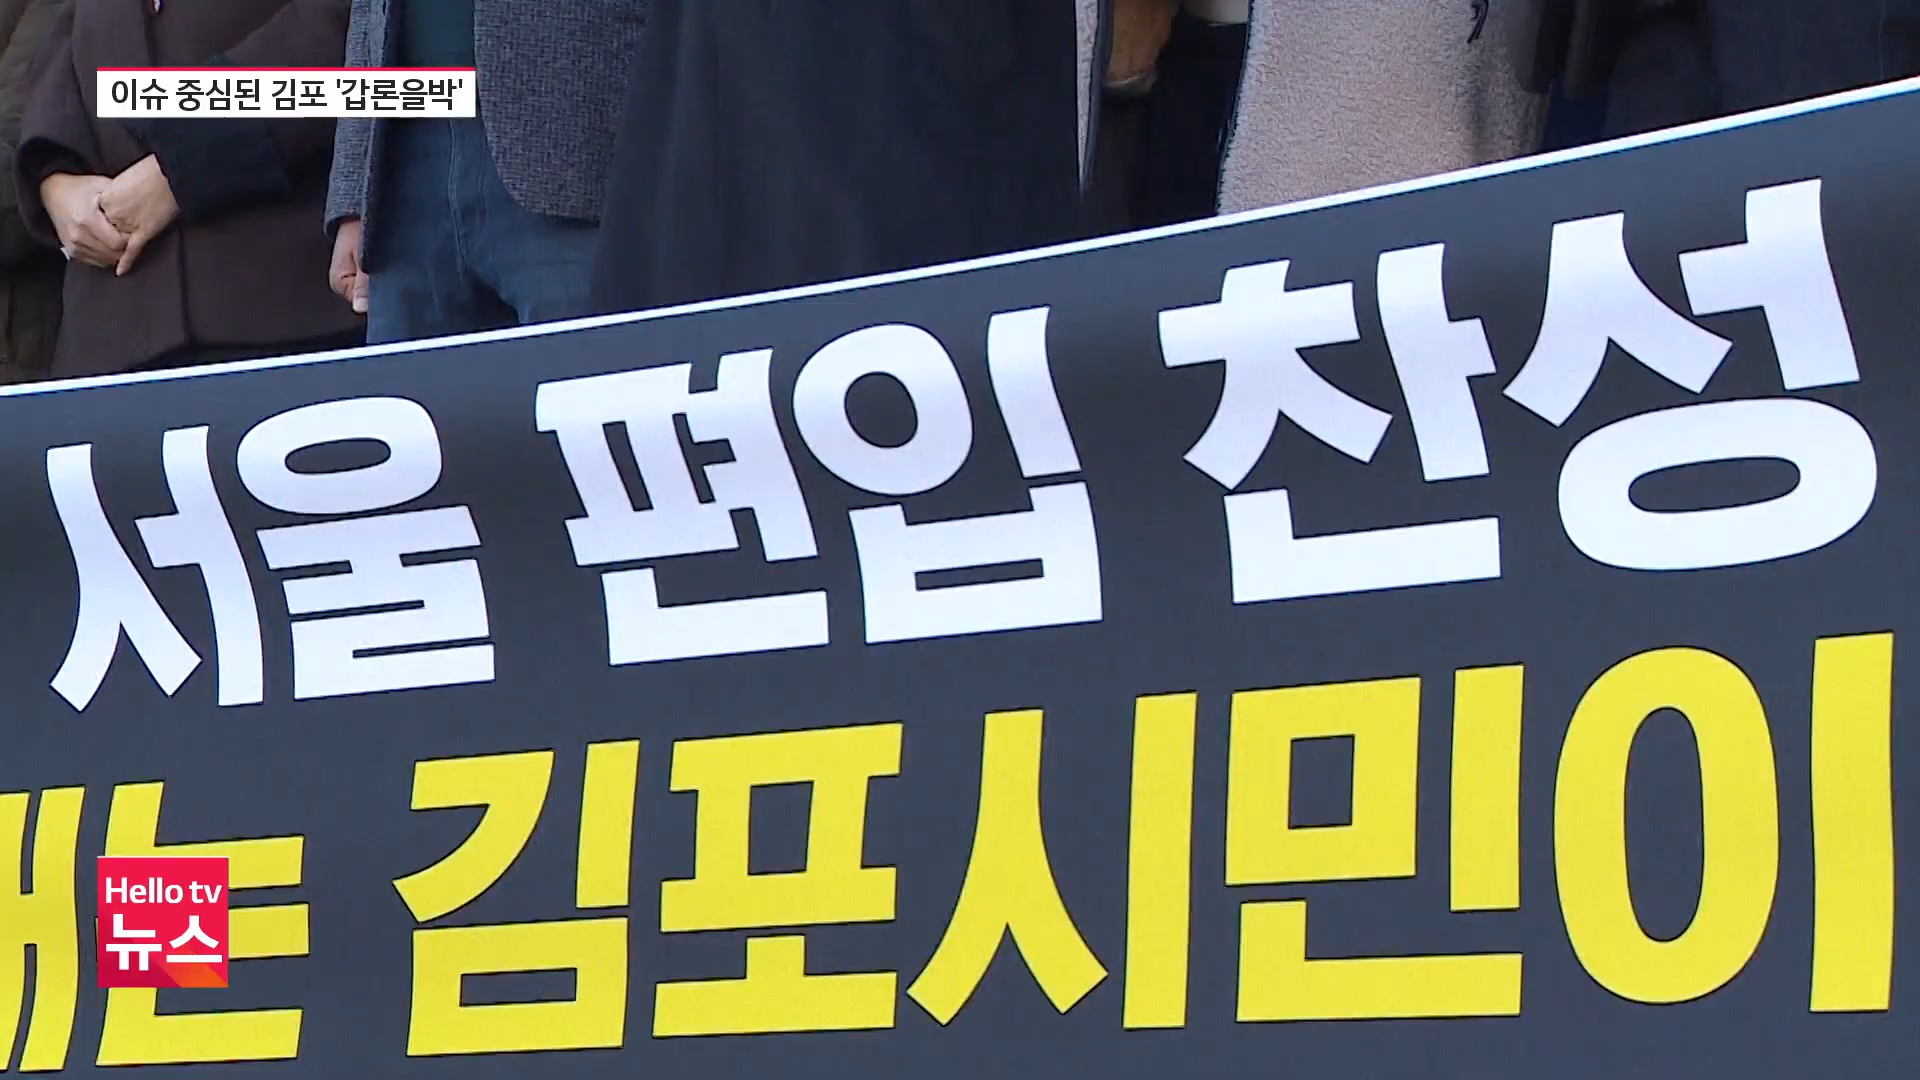 이슈 중심된 김포 '갑론을박'
서울 편입 찬성
는 김포시민이
Hello tv
뉴스